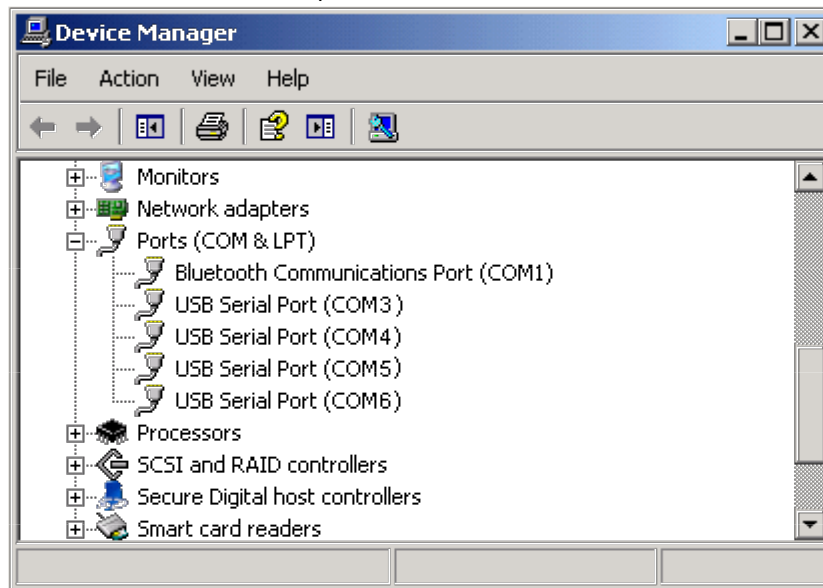 Device Manager
File Action View Help
Monitors
Network adapters
Ports (COM & LPT)
Bluetooth Communications Port (COM1)
USB Serial Port (COM3)
USB Serial Port (COM4)
USB Serial Port (COM5)
USB Serial Port (COM6)
Processors
SCSI and RAID controllers
Secure Digital host controllers
Smart card readers